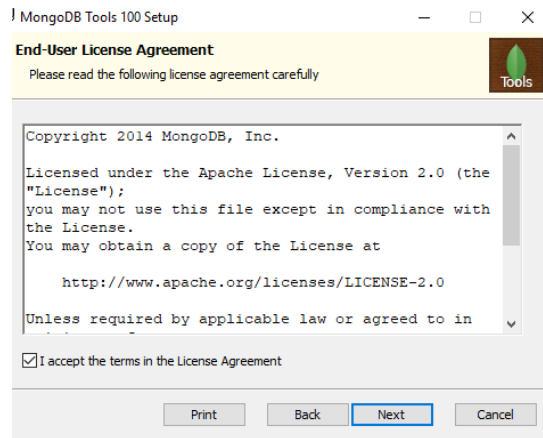 MongoDB Tools 100 Setup
End-User License Agreement
Please read the following license agreement carefully
Tools
Copyright 2014 MongoDB, Inc.
Licensed under the Apache License, Version 2.0 (the
"License");
you may not use this file except in compliance with
the License.
You may obtain a copy of the License at
http://www.apache.org/licenses/LICENSE-2.0
Unless required by applicable law or agreed to in
I accept the terms in the License Agreement
Print
Back
Next
Cancel